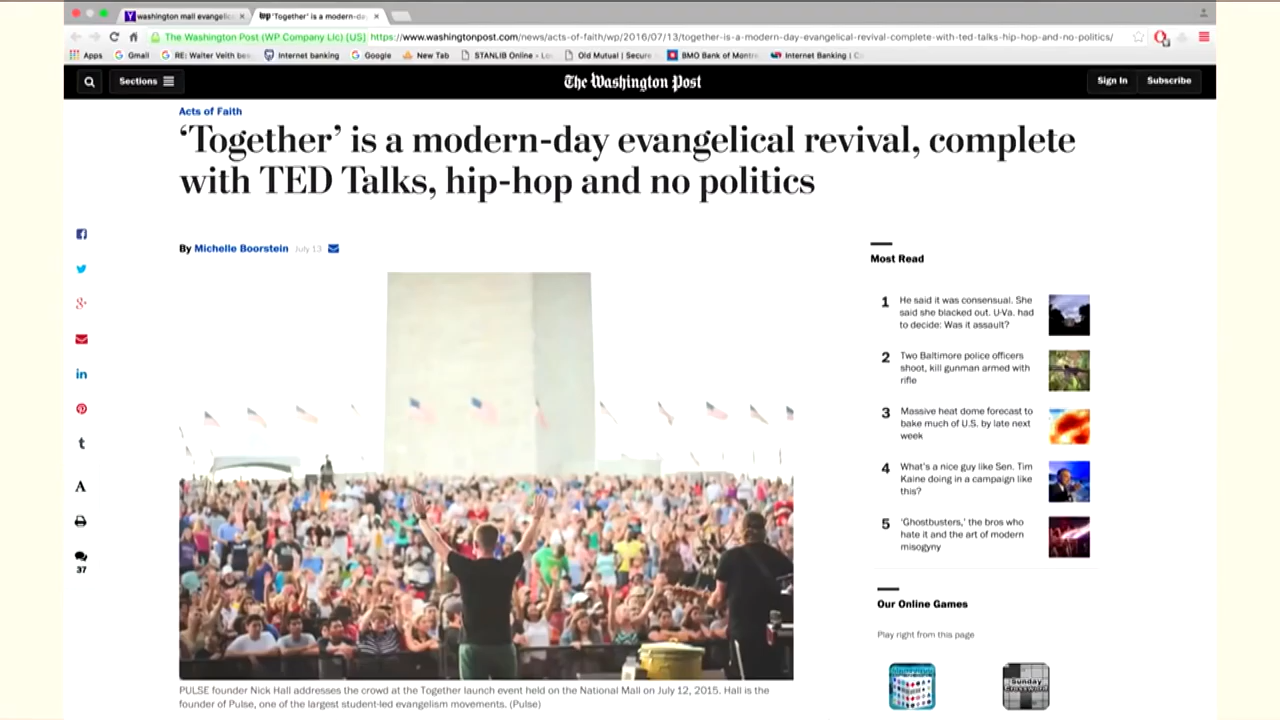 washington mall evangelic
'Together' is a modern-da
The Washington Post (WP Company Llc) [US] https://www.washingtonpost.com/news/acts-of-faith/wp/2016/07/13/together-is-a-modern-day-evangelical-revival-complete-with-ted-talks-hip-hop-and-no-politics/
Apps Gmail RE: Walter Veith bes Internet banking Google New Tab STANLIB Online - Lo Old Mutual | Secure BMO Bank of Montre Internet Banking | C
Sections
The Washington Post
Sign In Subscribe
Acts of Faith
‘Together’ is a modern-day evangelical revival, complete
with TED Talks, hip-hop and no politics
By Michelle Boorstein July 13
37
PULSE founder Nick Hall addresses the crowd at the Together launch event held on the National Mall on July 12, 2015. Hall is the
founder of Pulse, one of the largest student-led evangelism movements. (Pulse)
Most Read
1 He said it was consensual. She
said she blacked out. U-Va. had
to decide: Was it assault?
2 Two Baltimore police officers
shoot, kill gunman armed with
rifle
3 Massive heat dome forecast to
bake much of U.S. by late next
week
4 What's a nice guy like Sen. Tim
Kaine doing in a campaign like
this?
5 ‘Ghostbusters,’ the bros who
hate it and the art of modern
misogyny
Our Online Games
Play right from this page
Sunday
Crossword